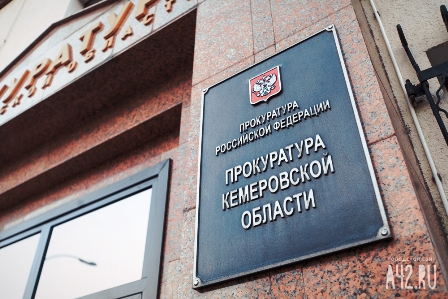 ПРОКУРАТУРА
РОССИЙСКОЙ ФЕДЕРАЦИИ
ПРОКУРАТУРА
КЕМЕРОВСКОЙ
ОБЛАСТИ
A42.RU